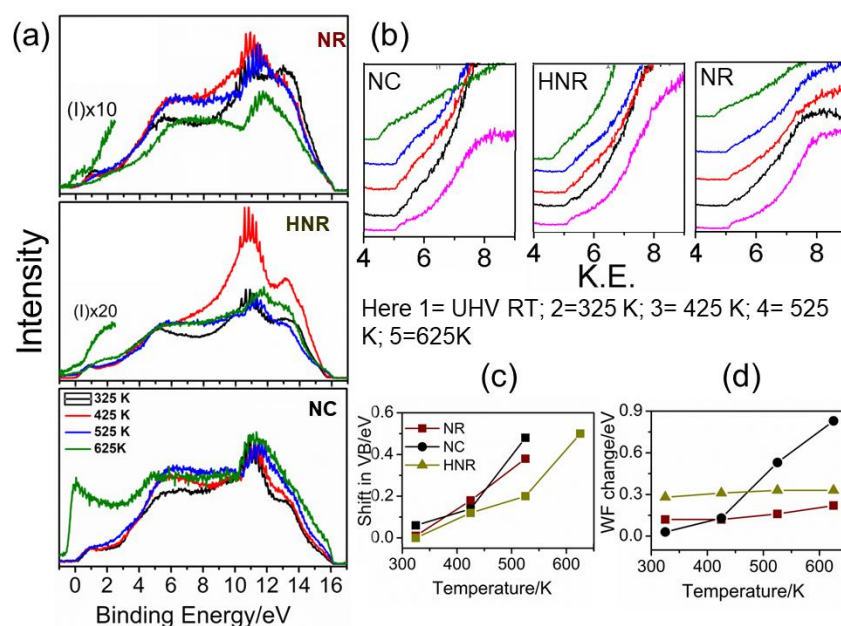 (a)
NR
(I)x10
HNR
(I)x20
NC
325 K
425 K
525 K
625K
Intensity
-1 0 2 4 6 8 10 12 14 16
Binding Energy/eV
(b)
NC
HNR
NR
4 6 8
4 6 8
4 6 8
K.E.
Here 1= UHV RT; 2=325 K; 3= 425 K; 4= 525
K; 5=625K
(c)
0.6
0.4
0.2
0.0
Shift in VB/eV
NR
NC
HNR
300 400 500 600
Temperature/K
(d)
0.9
0.6
0.3
0.0
WF change/eV
300 400 500 600
Temperature/K